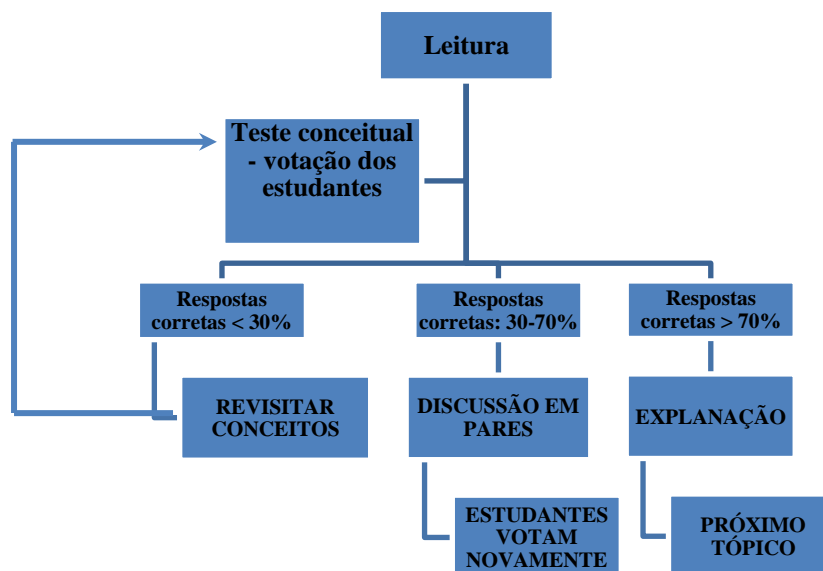 Leitura
Teste conceitual
- votação dos
estudantes
Respostas
corretas < 30%
Respostas
corretas: 30-70%
Respostas
corretas > 70%
REVISITAR
CONCEITOS
DISCUSSÃO EM
PARES
EXPLANAÇÃO
ESTUDANTES
VOTAM
NOVAMENTE
PRÓXIMO
TÓPICO